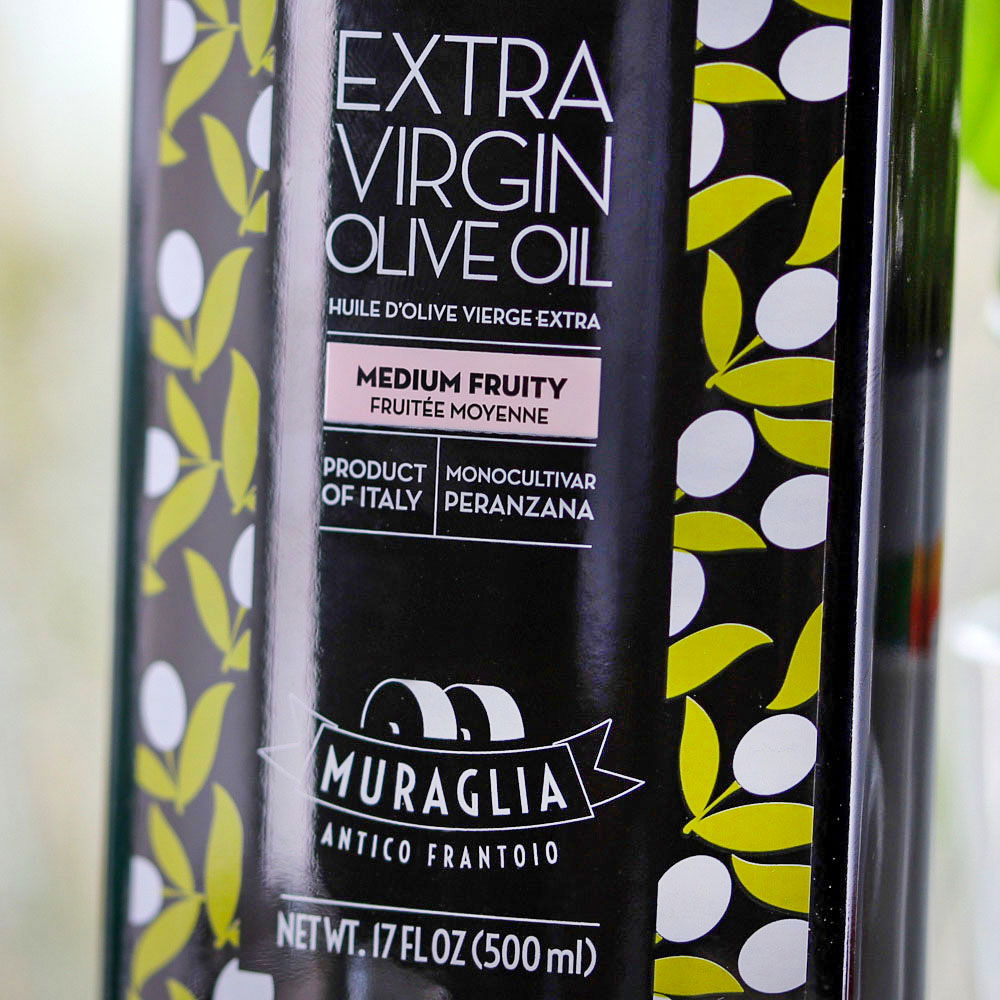 EXTRA
VIRGIN
OLIVE OIL
HUILE D'OLIVE VIERGE EXTRA
MEDIUM FRUITY
FRUITÉE MOYENNE
PRODUCT
OF ITALY
MONOCULTIVAR
PERANZANA
MURAGLIA
ANTICO FRANTOIO
NET WT. 17 FL OZ (500 ml)